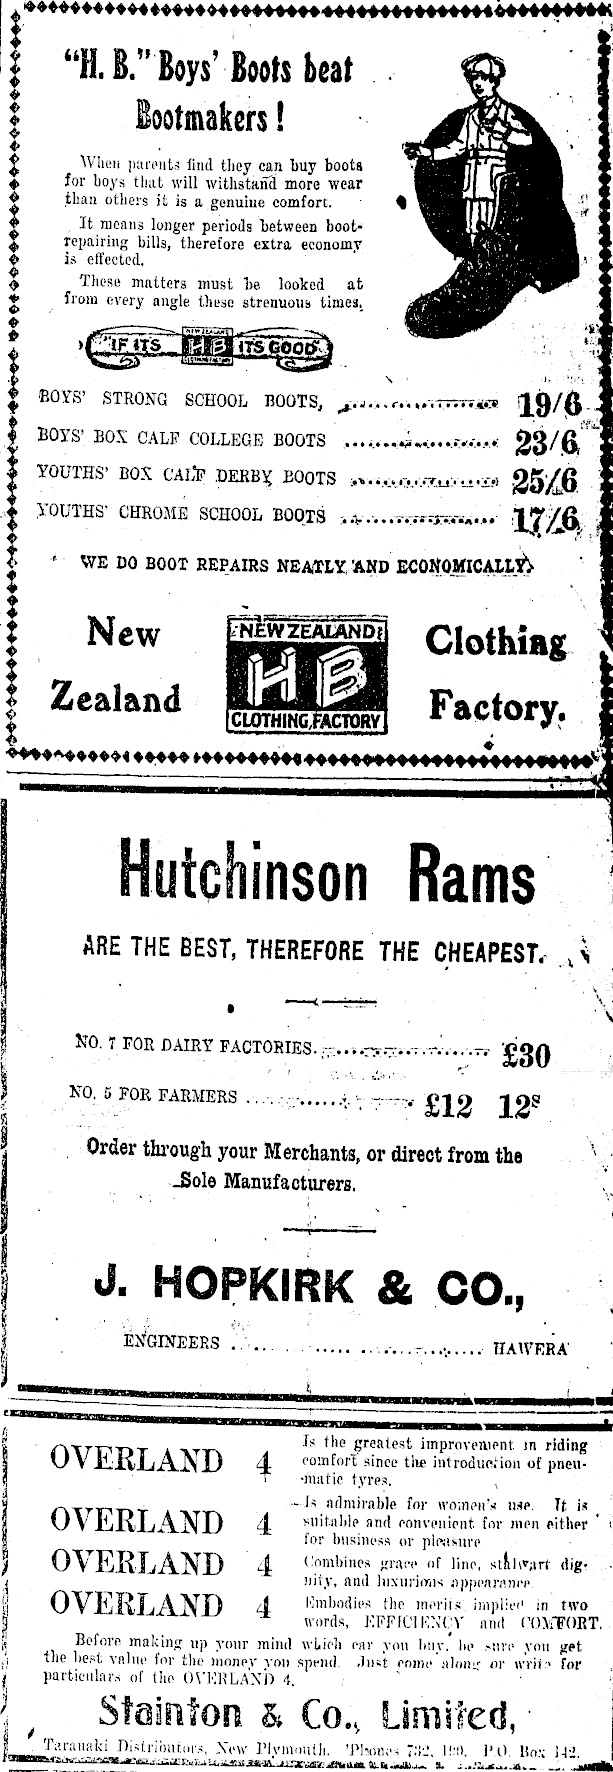 "H. B." Boys' Boots beat
Bootmakers!
When parents find they can buy boots
for boys that will withstand more wear
than others it is a genuine comfort.
It means longer periods between boot-
repairing bills, therefore extra economy
is effected.
These matters must be looked at
from every angle these strenuous times.
"IF ITS NEW ZEALAND HB CLOTHING FACTORY ITS GOOD"
BOYS' STRONG SCHOOL BOOTS, ........ 19/6
BOYS' BOX CALF COLLEGE BOOTS ........ 23/6
YOUTHS' BOX CALF DERBY BOOTS ........ 25/6
YOUTHS' CHROME SCHOOL BOOTS ........ 17/6
WE DO BOOT REPAIRS NEATLY AND ECONOMICALLY
New Zealand
NEW ZEALAND
HB
CLOTHING FACTORY
Clothing Factory.
Hutchinson Rams
ARE THE BEST, THEREFORE THE CHEAPEST.
NO. 7 FOR DAIRY FACTORIES. ........ £30
NO. 5 FOR FARMERS ........ £12 12s
Order through your Merchants, or direct from the
Sole Manufacturers.
J. HOPKIRK & CO.,
ENGINEERS ........ HAWERA
OVERLAND 4 Is the greatest improvement in riding
comfort since the introduction of pneu-
matic tyres.
OVERLAND 4 Is admirable for women's use. It is
suitable and convenient for men either
for business or pleasure
OVERLAND 4 Combines grace of line, stalwart dig-
nity, and luxurious appearance
OVERLAND 4 Embodies the merits implied in two
words, EFFICIENCY and COMFORT.
Before making up your mind which car you buy, be sure you get
the best value for the money you spend. Just come along or write for
particulars of the OVERLAND 4.
Stainton & Co., Limited,
Taranaki Distributors, New Plymouth. 'Phones 732, 190. P.O. Box 142.